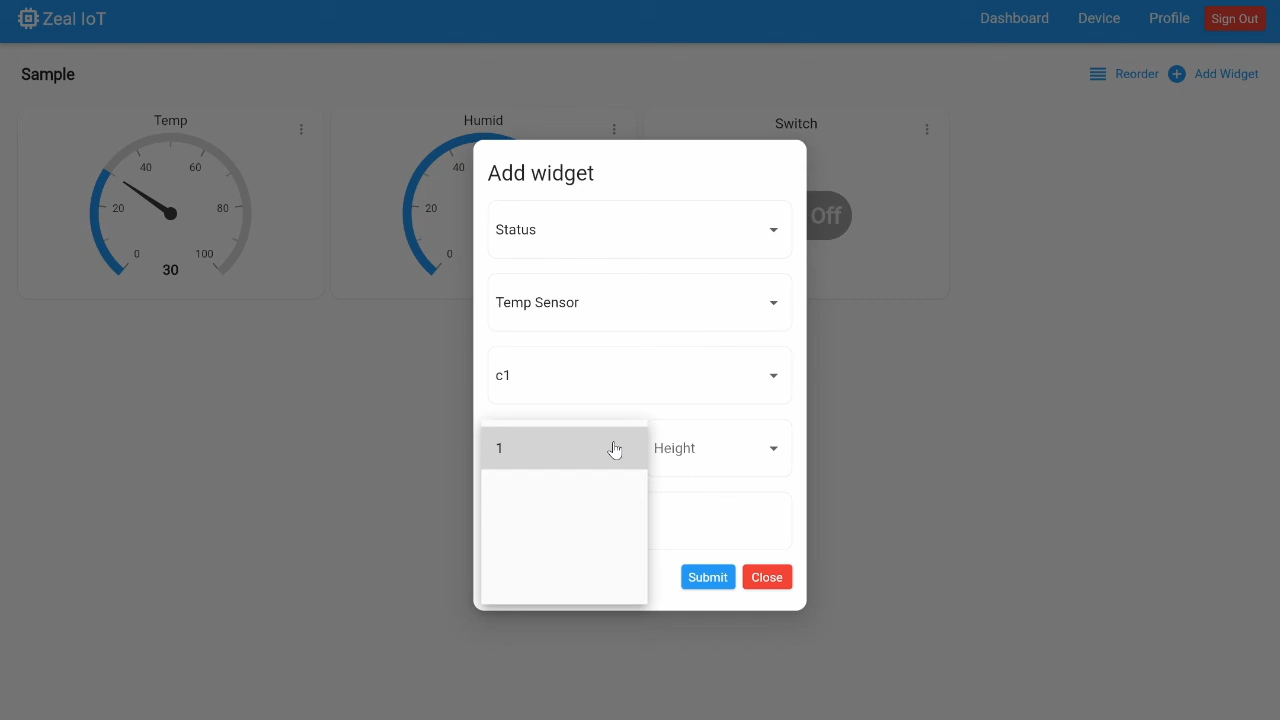 Zeal IoT
Dashboard Device Profile Sign Out
Sample
Reorder Add Widget
Temp
Humid
Switch
0 20 40 60 80 100
30
0 20 40
Off
Add widget
Status
Temp Sensor
c1
1
Height
Submit Close